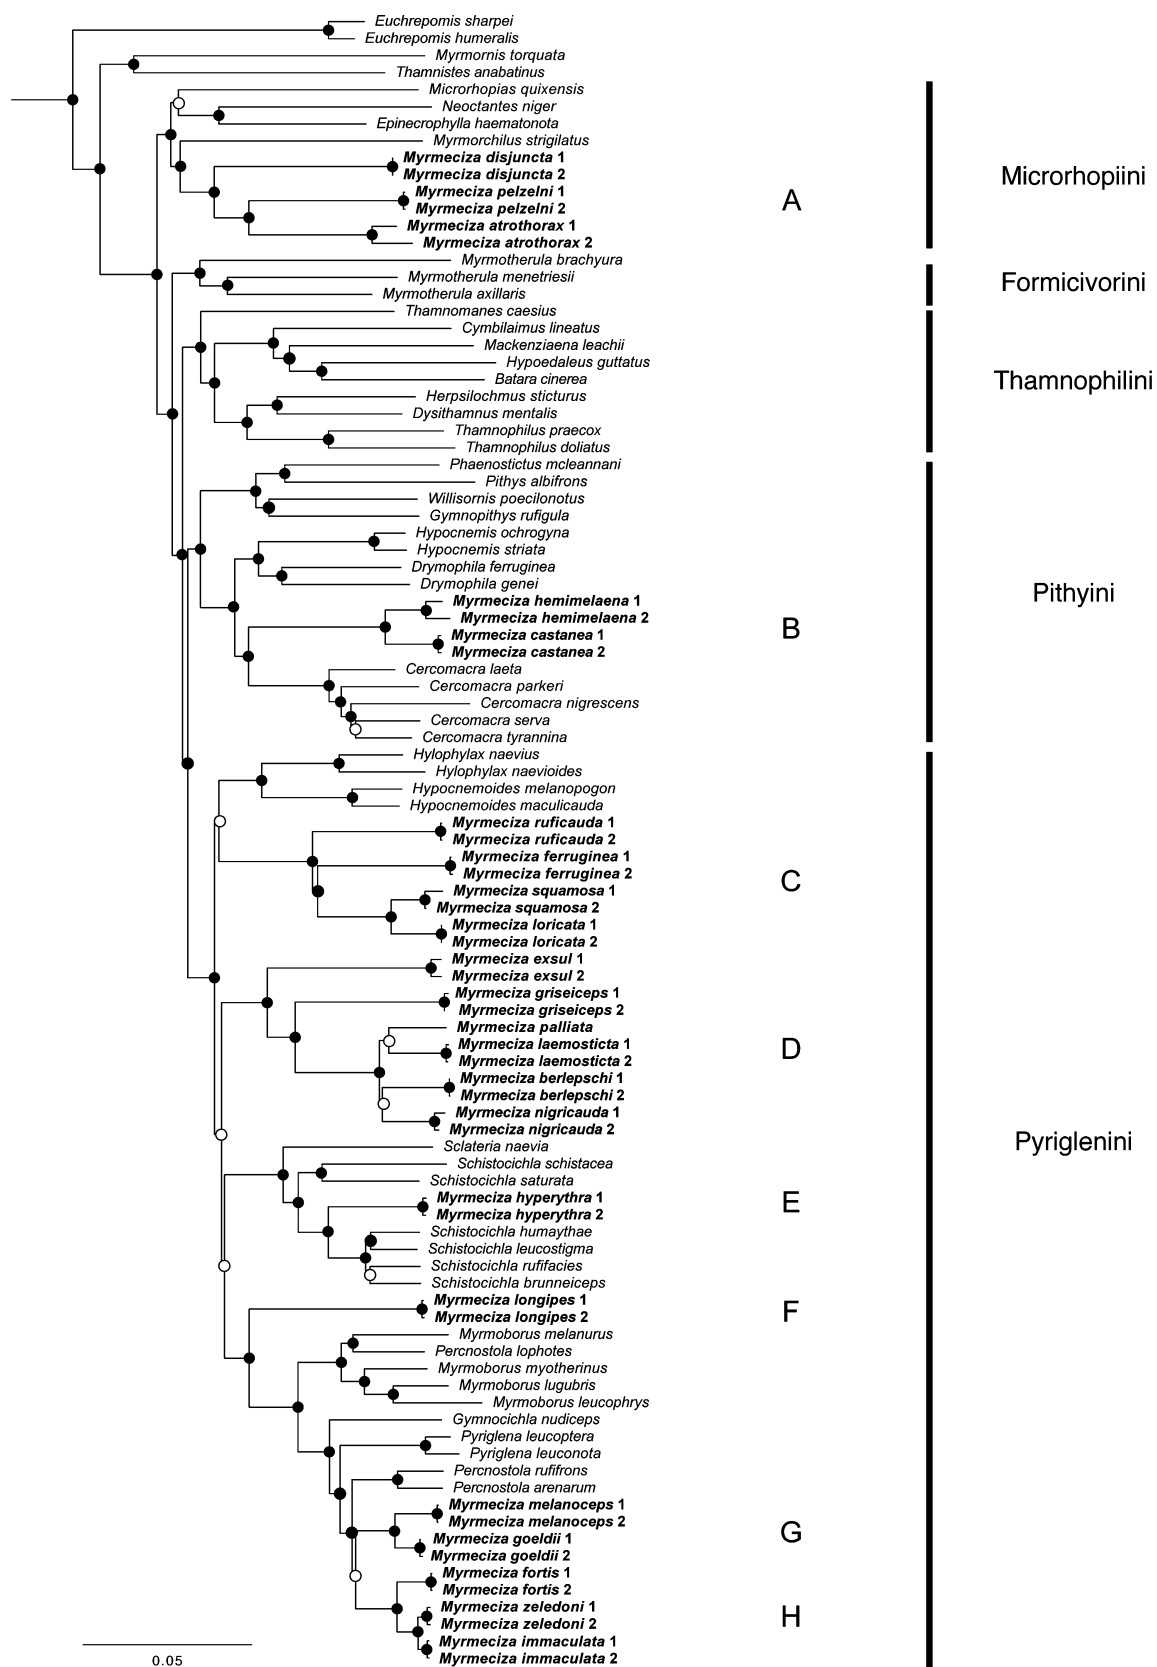 Euchrepomis sharpei
Euchrepomis humeralis
Myrmornis torquata
Thamnistes anabatinus
Microrhopias quixensis
Neoctantes niger
Epinecrophylla haematonota
Myrmorchilus strigilatus
Myrmeciza disjuncta 1
Myrmeciza disjuncta 2
Microrhopiini
Myrmeciza pelzelni 1
A
Myrmeciza pelzelni 2
Myrmeciza atrothorax 1
Myrmeciza atrothorax 2
Myrmotherula brachyura
Myrmotherula menetriesii
Formicivorini
Myrmotherula axillaris
Thamnomanes caesius
Cymbilaimus lineatus
Mackenziaena leachii
Hypoedaleus guttatus
Batara cinerea
Thamnophilini
Herpsilochmus sticturus
Dysithamnus mentalis
Thamnophilus praecox
Thamnophilus doliatus
Phaenostictus mcleannani
Pithys albifrons
Willisornis poecilonotus
Gymnopithys rufigula
Hypocnemis ochrogyna
Hypocnemis striata
Drymophila ferruginea
Drymophila genei
Pithyini
Myrmeciza hemimelaena 1
Myrmeciza hemimelaena 2
B
Myrmeciza castanea 1
Myrmeciza castanea 2
Cercomacra laeta
Cercomacra parkeri
Cercomacra nigrescens
Cercomacra serva
Cercomacra tyrannina
Hylophylax naevius
Hylophylax naevioides
Hypocnemoides melanopogon
Hypocnemoides maculicauda
Myrmeciza ruficauda 1
Myrmeciza ruficauda 2
Myrmeciza ferruginea 1
Myrmeciza ferruginea 2
C
Myrmeciza squamosa 1
Myrmeciza squamosa 2
Myrmeciza loricata 1
Myrmeciza loricata 2
Myrmeciza exsul 1
Myrmeciza exsul 2
Myrmeciza griseiceps 1
Myrmeciza griseiceps 2
Myrmeciza palliata
Myrmeciza laemosticta 1
D
Myrmeciza laemosticta 2
Myrmeciza berlepschi 1
Myrmeciza berlepschi 2
Myrmeciza nigricauda 1
Myrmeciza nigricauda 2
Pyriglenini
Sclateria naevia
Schistocichla schistacea
Schistocichla saturata
Myrmeciza hyperythra 1
E
Myrmeciza hyperythra 2
Schistocichla humaythae
Schistocichla leucostigma
Schistocichla rufifacies
Schistocichla brunneiceps
Myrmeciza longipes 1
F
Myrmeciza longipes 2
Myrmoborus melanurus
Percnostola lophotes
Myrmoborus myotherinus
Myrmoborus lugubris
Myrmoborus leucophrys
Gymnocichla nudiceps
Pyriglena leucoptera
Pyriglena leuconota
Percnostola rufifrons
Percnostola arenarum
Myrmeciza melanoceps 1
Myrmeciza melanoceps 2
G
Myrmeciza goeldii 1
Myrmeciza goeldii 2
Myrmeciza fortis 1
Myrmeciza fortis 2
Myrmeciza zeledoni 1
H
Myrmeciza zeledoni 2
Myrmeciza immaculata 1
Myrmeciza immaculata 2
0.05